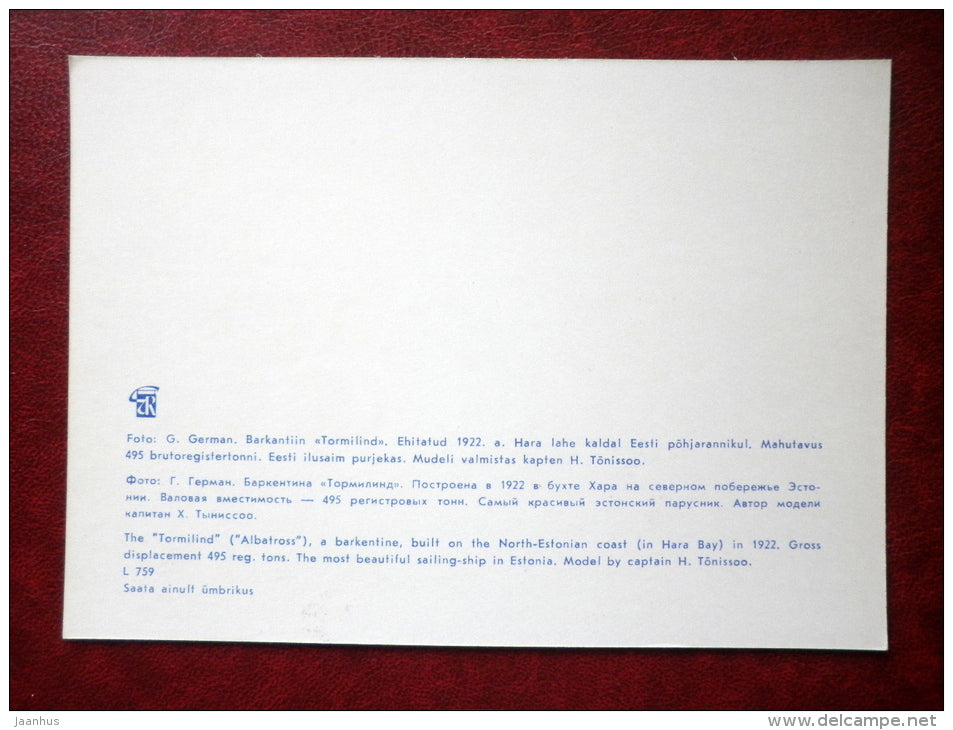 Foto: G. German. Barkantiin «Tormilind». Ehitatud 1922. a. Hara lahe kaldal Eesti põhjarannikul. Mahutavus
495 brutoregistertonni. Eesti ilusaim purjekas. Mudeli valmistas kapten H. Tõnissoo.
Фото: Г. Герман. Баркентина «Тормилинд». Построена в 1922 в бухте Хара на северном побережье Эсто-
нии. Валовая вместимость — 495 регистровых тонн. Самый красивый эстонский парусник. Автор модели
капитан Х. Тыниссоо.
The "Tormilind" ("Albatross"), a barkentine, built on the North-Estonian coast (in Hara Bay) in 1922. Gross
displacement 495 reg. tons. The most beautiful sailing-ship in Estonia. Model by captain H. Tõnissoo.
L 759
Saata ainult ümbrikus
jaanhus
delcampe.net